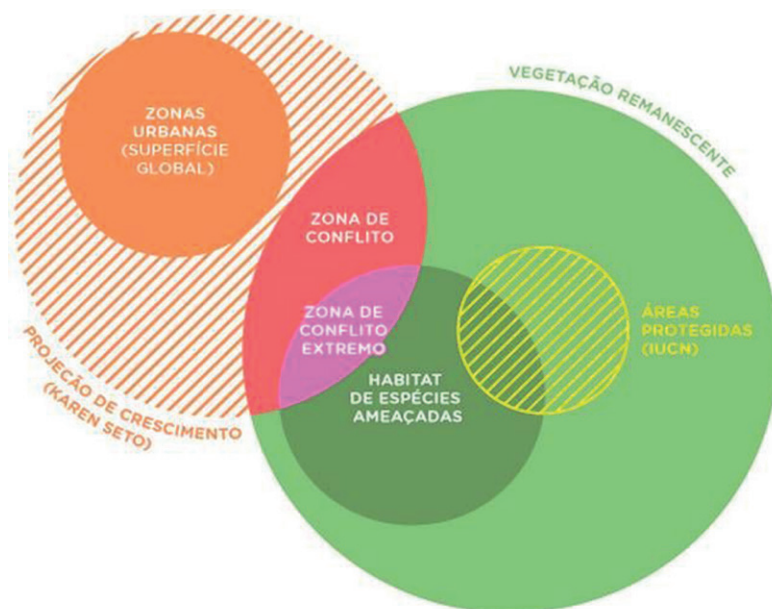 ZONAS
URBANAS
(SUPERFÍCIE
GLOBAL)
VEGETAÇÃO REMANESCENTE
ZONA DE
CONFLITO
ZONA DE
CONFLITO
EXTREMO
ÁREAS
PROTEGIDAS
(IUCN)
HABITAT
DE ESPÉCIES
AMEAÇADAS
PROJEÇÃO DE CRESCIMENTO
(KAREN SETO)